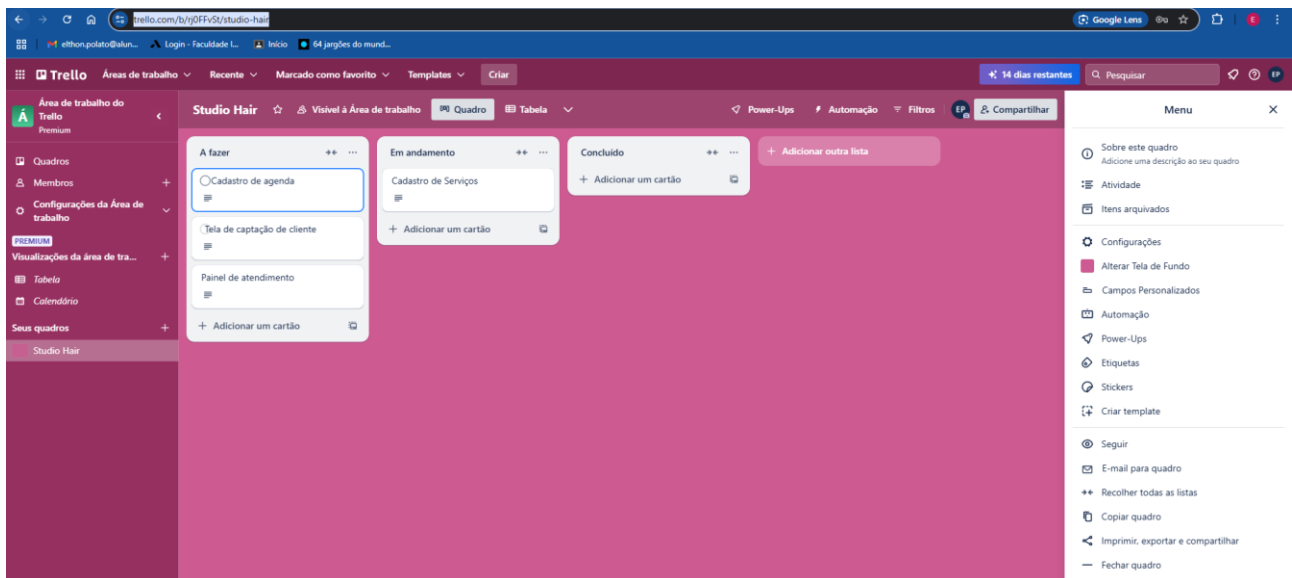 trello.com/b/rj0FFvSt/studio-hair
Google Lens
E
elthon.polato@alun...
Login - Faculdade I...
Início
64 jargões do mund...
Trello
Áreas de trabalho
Recente
Marcado como favorito
Templates
Criar
14 dias restantes
Pesquisar
EP
Á
Área de trabalho do
Trello
Premium
Quadros
Membros
Configurações da Área de
trabalho
PREMIUM
Visualizações da área de tra...
Tabela
Calendário
Seus quadros
Studio Hair
Studio Hair
Visível à Área de trabalho
Quadro
Tabela
Power-Ups
Automação
Filtros
EP
Compartilhar
A fazer
Cadastro de agenda
Tela de captação de cliente
Painel de atendimento
+ Adicionar um cartão
Em andamento
Cadastro de Serviços
+ Adicionar um cartão
Concluído
+ Adicionar um cartão
+ Adicionar outra lista
Menu
Sobre este quadro
Adicione uma descrição ao seu quadro
Atividade
Itens arquivados
Configurações
Alterar Tela de Fundo
Campos Personalizados
Automação
Power-Ups
Etiquetas
Stickers
Criar template
Seguir
E-mail para quadro
Recolher todas as listas
Copiar quadro
Imprimir, exportar e compartilhar
Fechar quadro